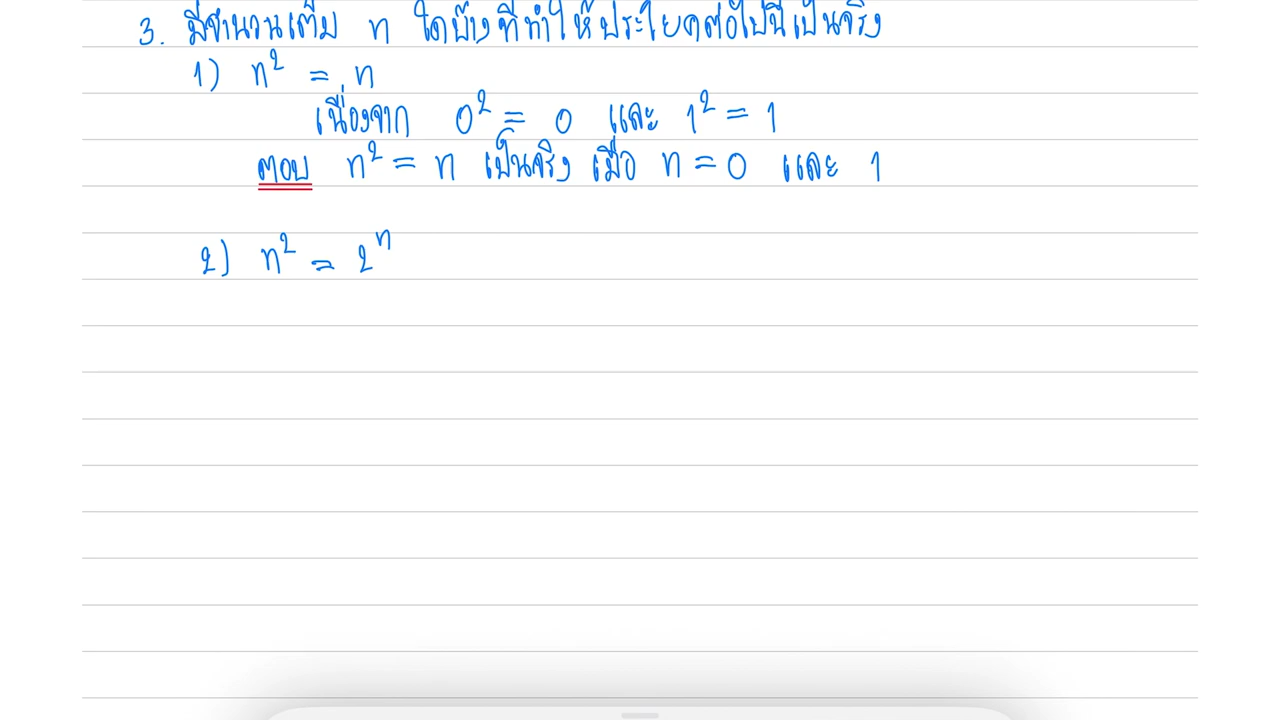 3. มีจำนวนเต็ม n ใดบ้างที่ทำให้ประโยคต่อไปนี้เป็นจริง
1) n² = n
เนื่องจาก 0² = 0 และ 1² = 1
ตอบ n² = n เป็นจริง เมื่อ n = 0 และ 1
2) n² = 2ⁿ